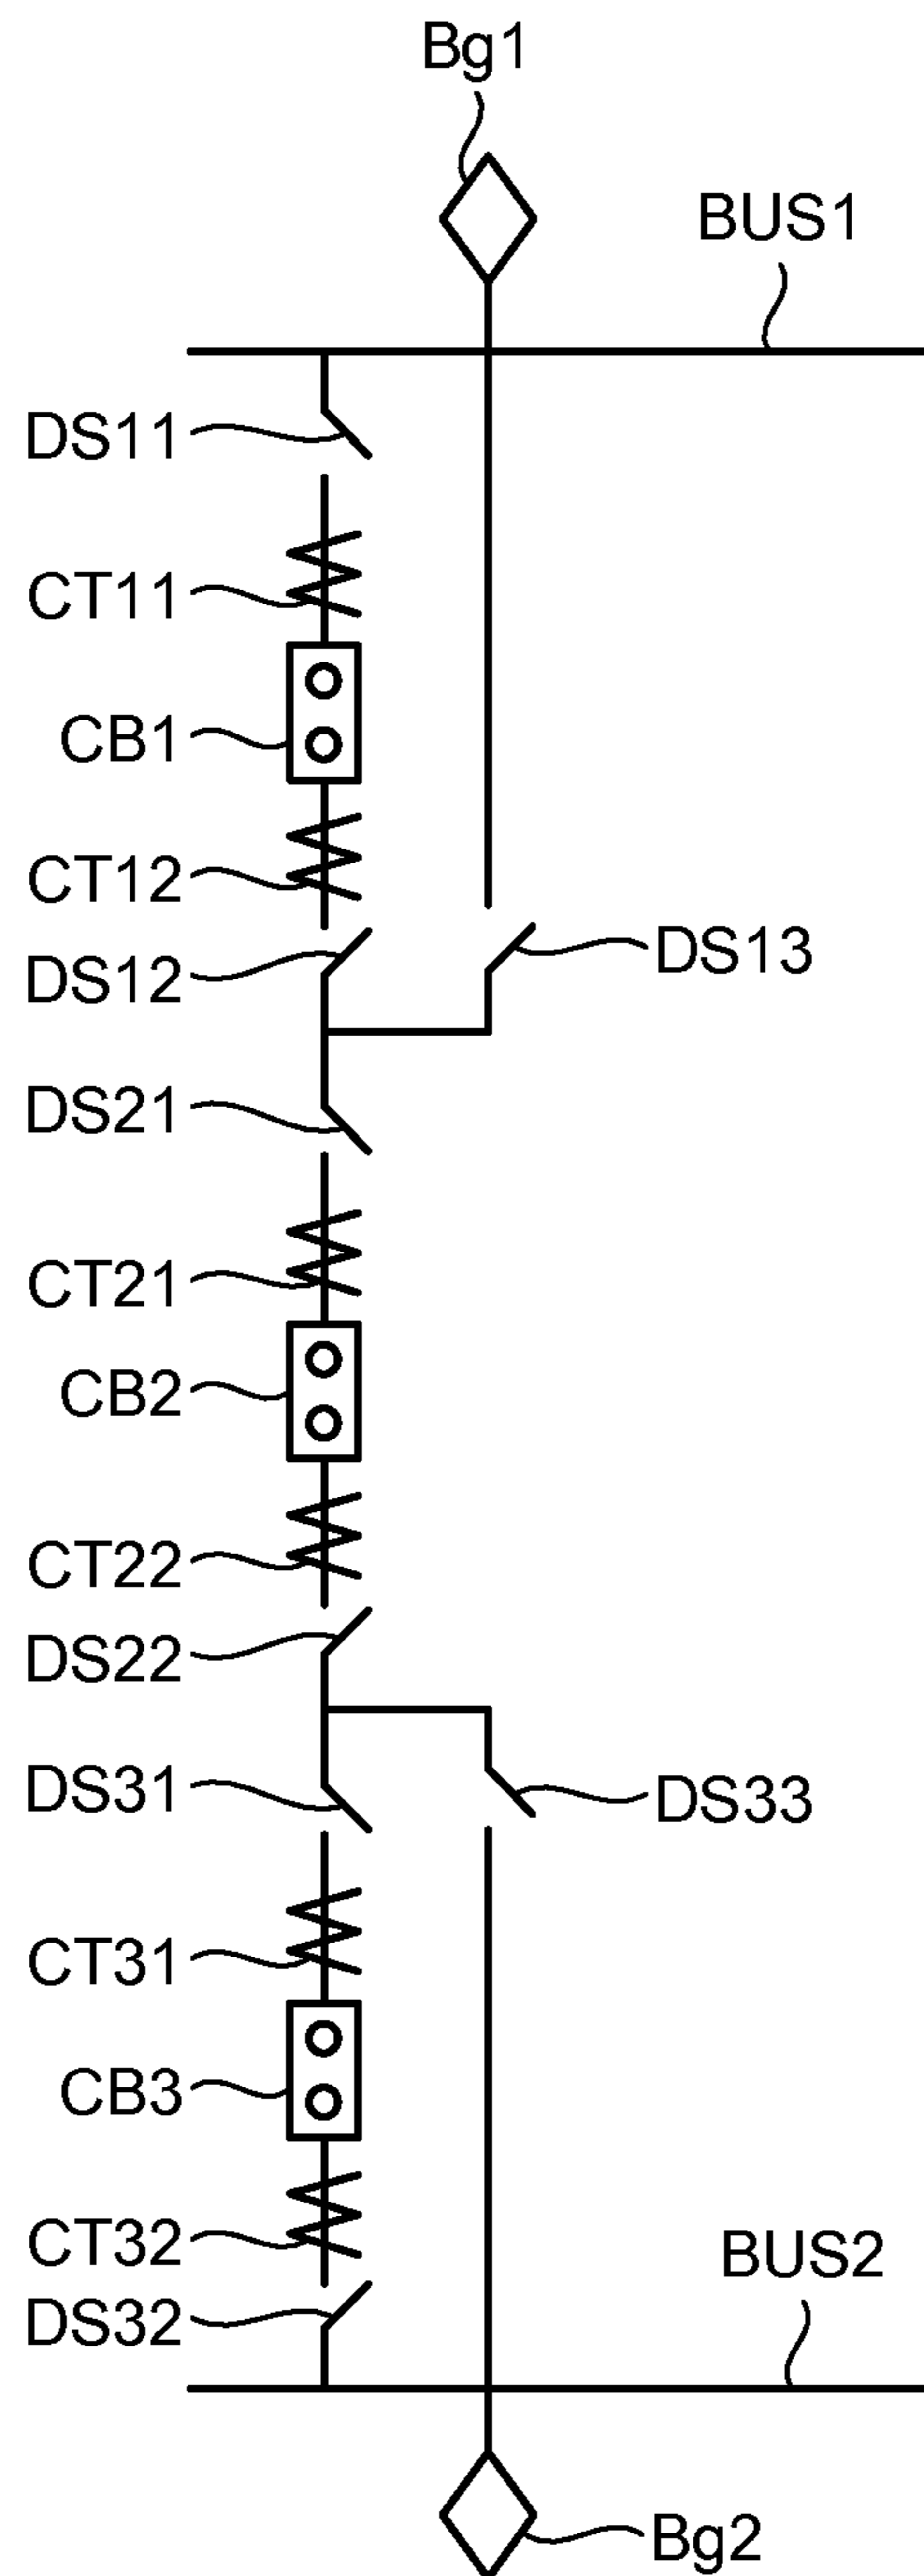 Bg1
BUS1
DS11
CT11
CB1
CT12
DS12
DS13
DS21
CT21
CB2
CT22
DS22
DS31
DS33
CT31
CB3
CT32
BUS2
DS32
Bg2